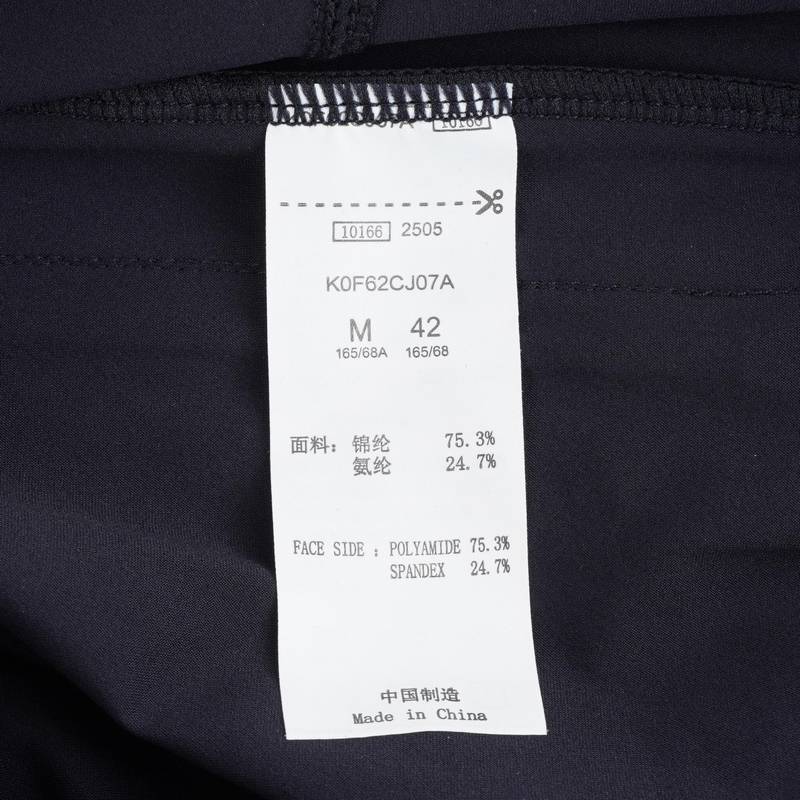 10166
10166 2505
K0F62CJ07A
M 42
165/68A 165/68
面料: 锦纶 75.3%
氨纶 24.7%
FACE SIDE : POLYAMIDE 75.3%
SPANDEX 24.7%
中国制造
Made in China